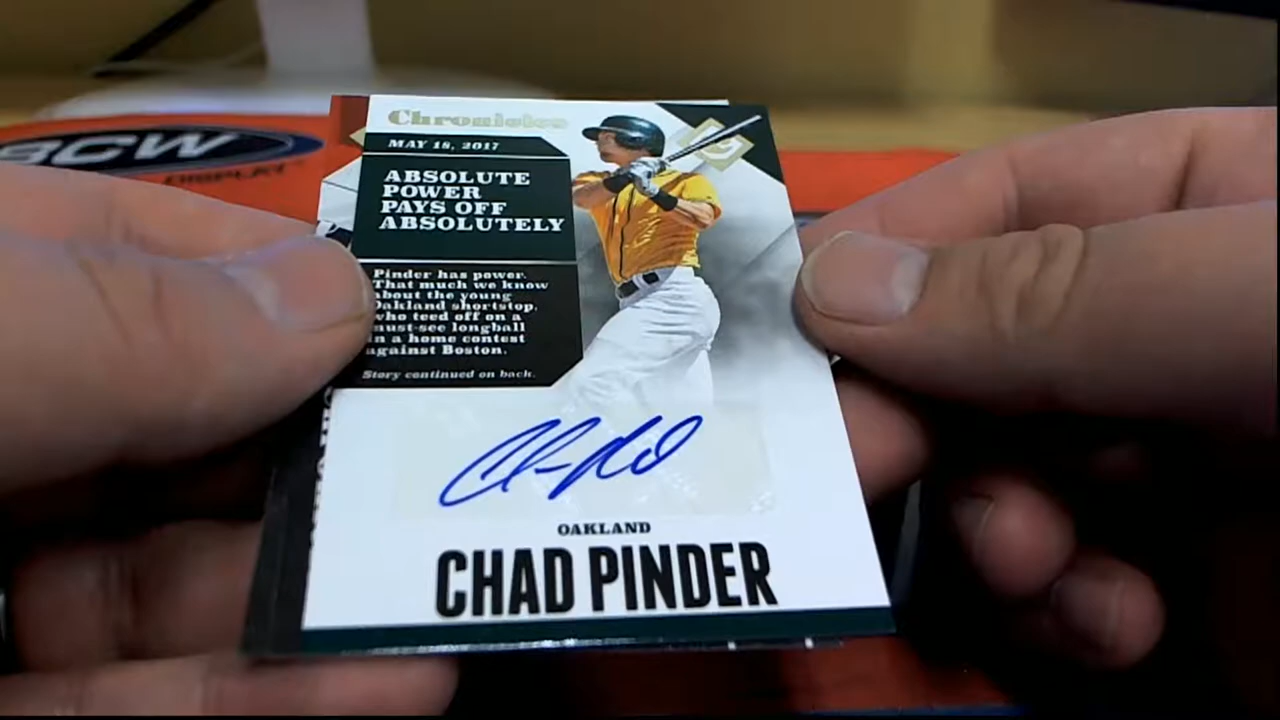 BCW
DISPLAY
Chronicles
MAY 18, 2017
ABSOLUTE
POWER
PAYS OFF
ABSOLUTELY
Pinder has power.
That much we know
about the young
Oakland shortstop,
who teed off on a
must-see longball
in a home contest
against Boston.
Story continued on back.
OAKLAND
CHAD PINDER